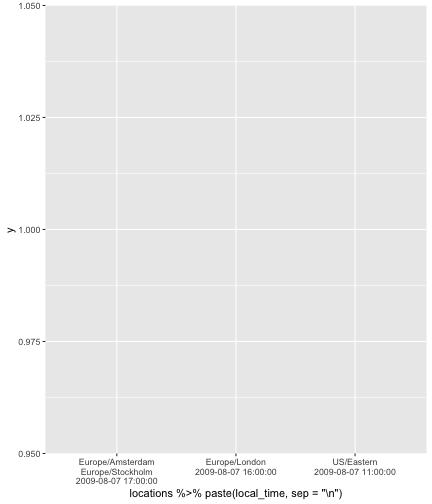 1.050
1.025
y
1.000
0.975
0.950
Europe/Amsterdam
Europe/Stockholm
2009-08-07 17:00:00
Europe/London
2009-08-07 16:00:00
US/Eastern
2009-08-07 11:00:00
locations %>% paste(local_time, sep = "\n")